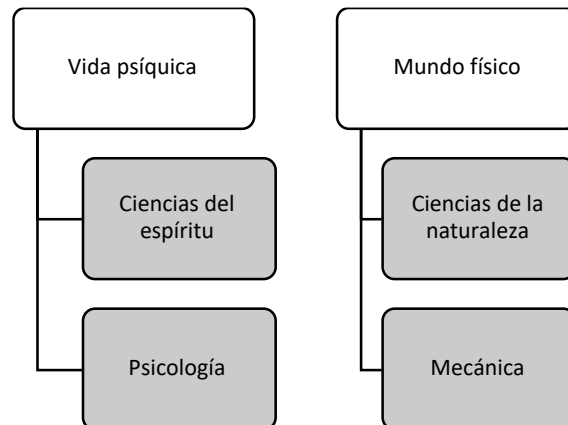 Vida psíquica
Ciencias del
espíritu
Psicología
Mundo físico
Ciencias de la
naturaleza
Mecánica